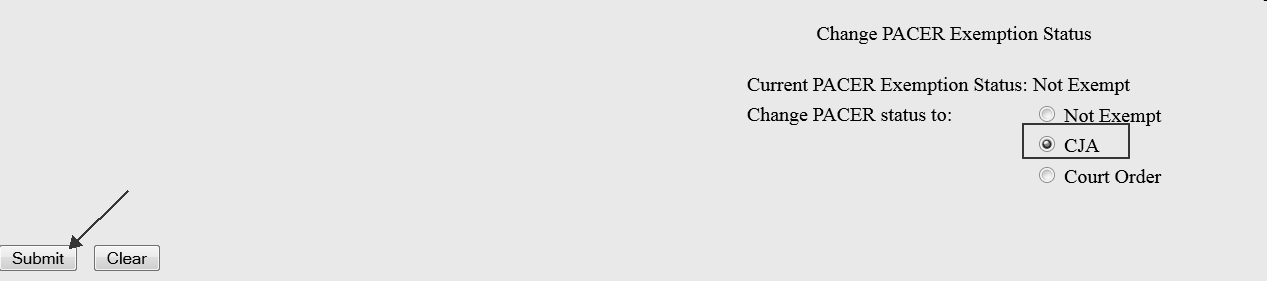 Change PACER Exemption Status
Current PACER Exemption Status: Not Exempt
Change PACER status to:
Not Exempt
CJA
Court Order
Submit
Clear